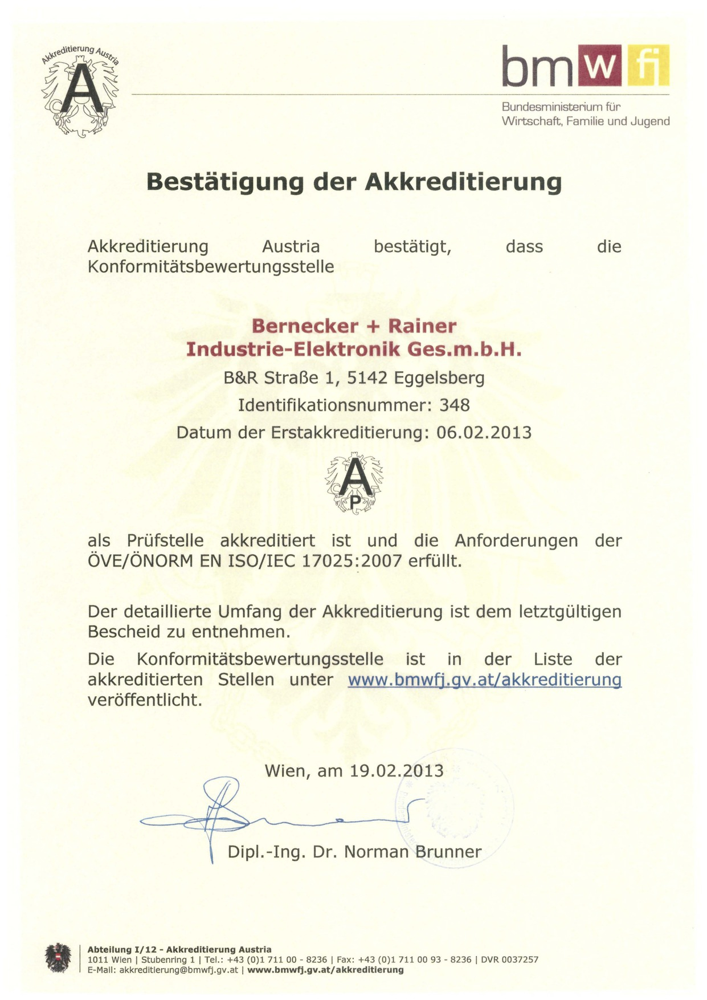 Akkreditierung Austria
A
bmwfj
Bundesministerium für
Wirtschaft, Familie und Jugend
Bestätigung der Akkreditierung
Akkreditierung Austria bestätigt, dass die
Konformitätsbewertungsstelle
Bernecker + Rainer
Industrie-Elektronik Ges.m.b.H.
B&R Straße 1, 5142 Eggelsberg
Identifikationsnummer: 348
Datum der Erstakkreditierung: 06.02.2013
A
P
als Prüfstelle akkreditiert ist und die Anforderungen der
ÖVE/ÖNORM EN ISO/IEC 17025:2007 erfüllt.
Der detaillierte Umfang der Akkreditierung ist dem letztgültigen
Bescheid zu entnehmen.
Die Konformitätsbewertungsstelle ist in der Liste der
akkreditierten Stellen unter www.bmwfj.gv.at/akkreditierung
veröffentlicht.
Wien, am 19.02.2013
Dipl.-Ing. Dr. Norman Brunner
Abteilung I/12 - Akkreditierung Austria
1011 Wien | Stubenring 1 | Tel.: +43 (0)1 711 00 - 8236 | Fax: +43 (0)1 711 00 93 - 8236 | DVR 0037257
E-Mail: akkreditierung@bmwfj.gv.at | www.bmwfj.gv.at/akkreditierung